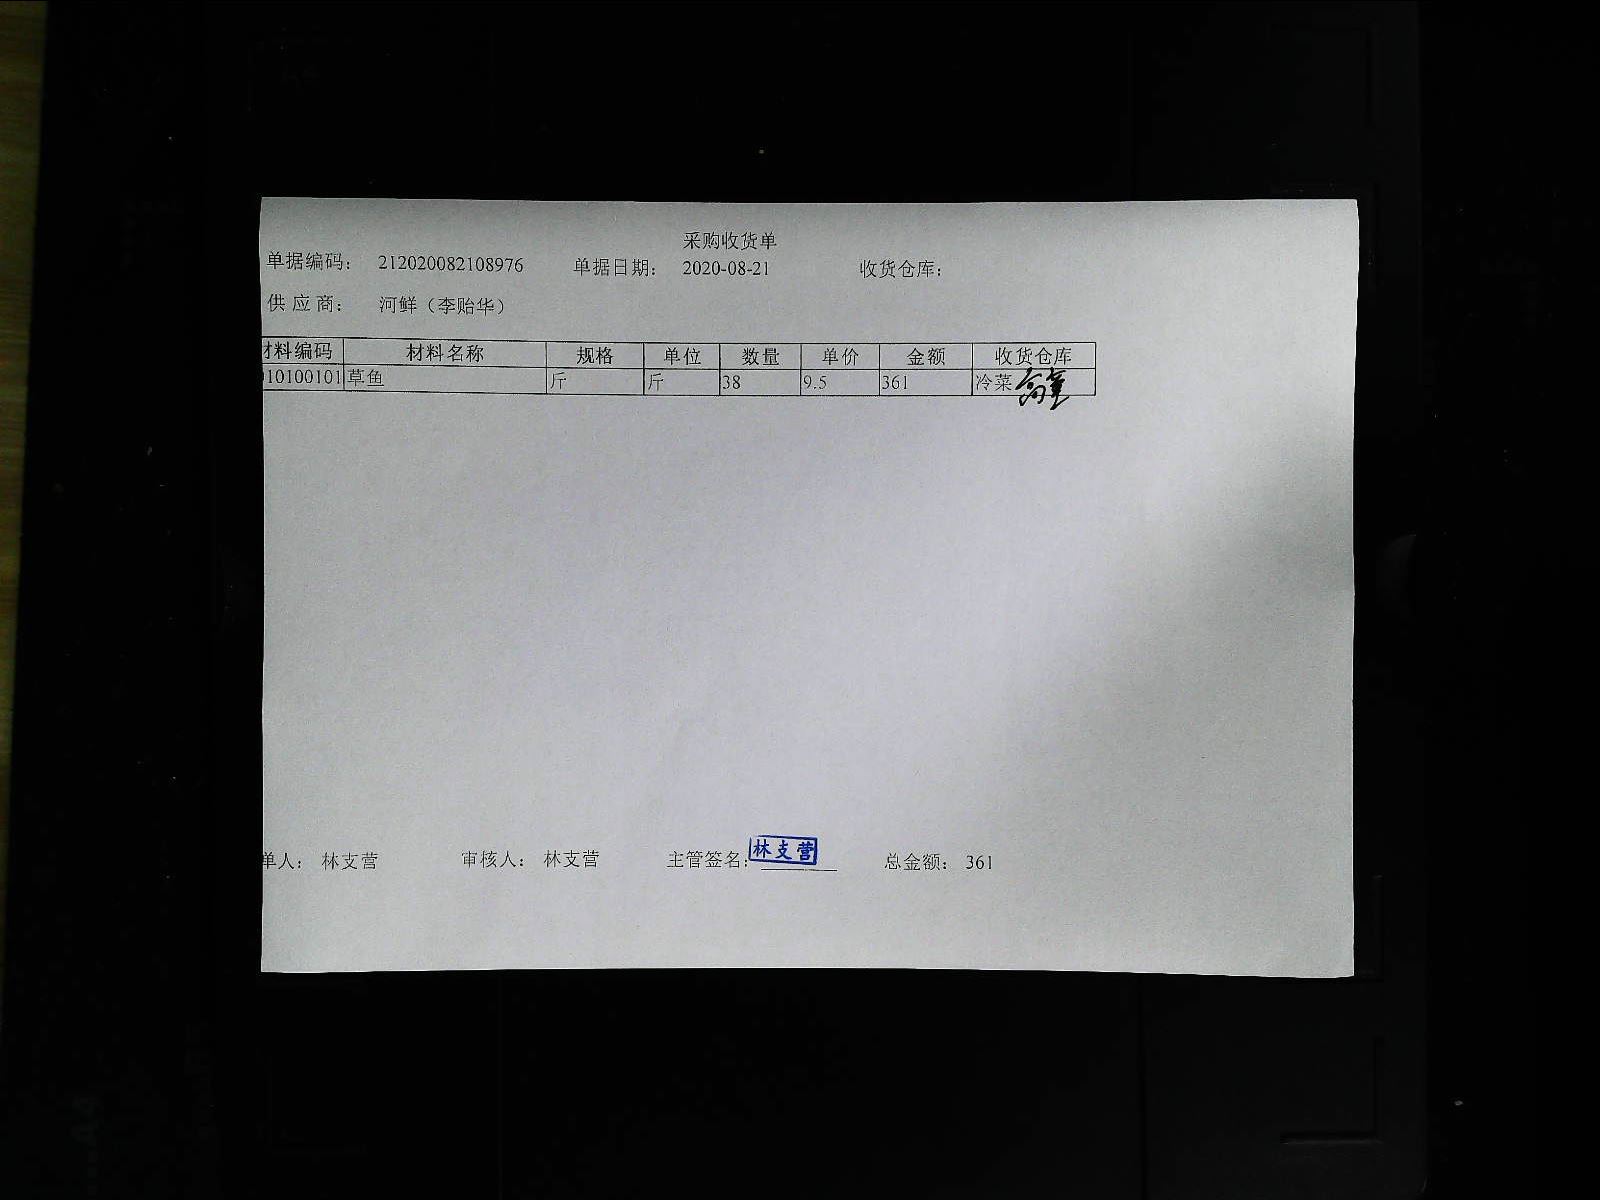 采购收货单
单据编码： 212020082108976 单据日期： 2020-08-21 收货仓库：
供应商： 河鲜（李贻华）
材料编码 材料名称 规格 单位 数量 单价 金额 收货仓库
10100101 草鱼 斤 斤 38 9.5 361 冷菜
单人： 林支营 审核人： 林支营 主管签名： 林支营 总金额： 361